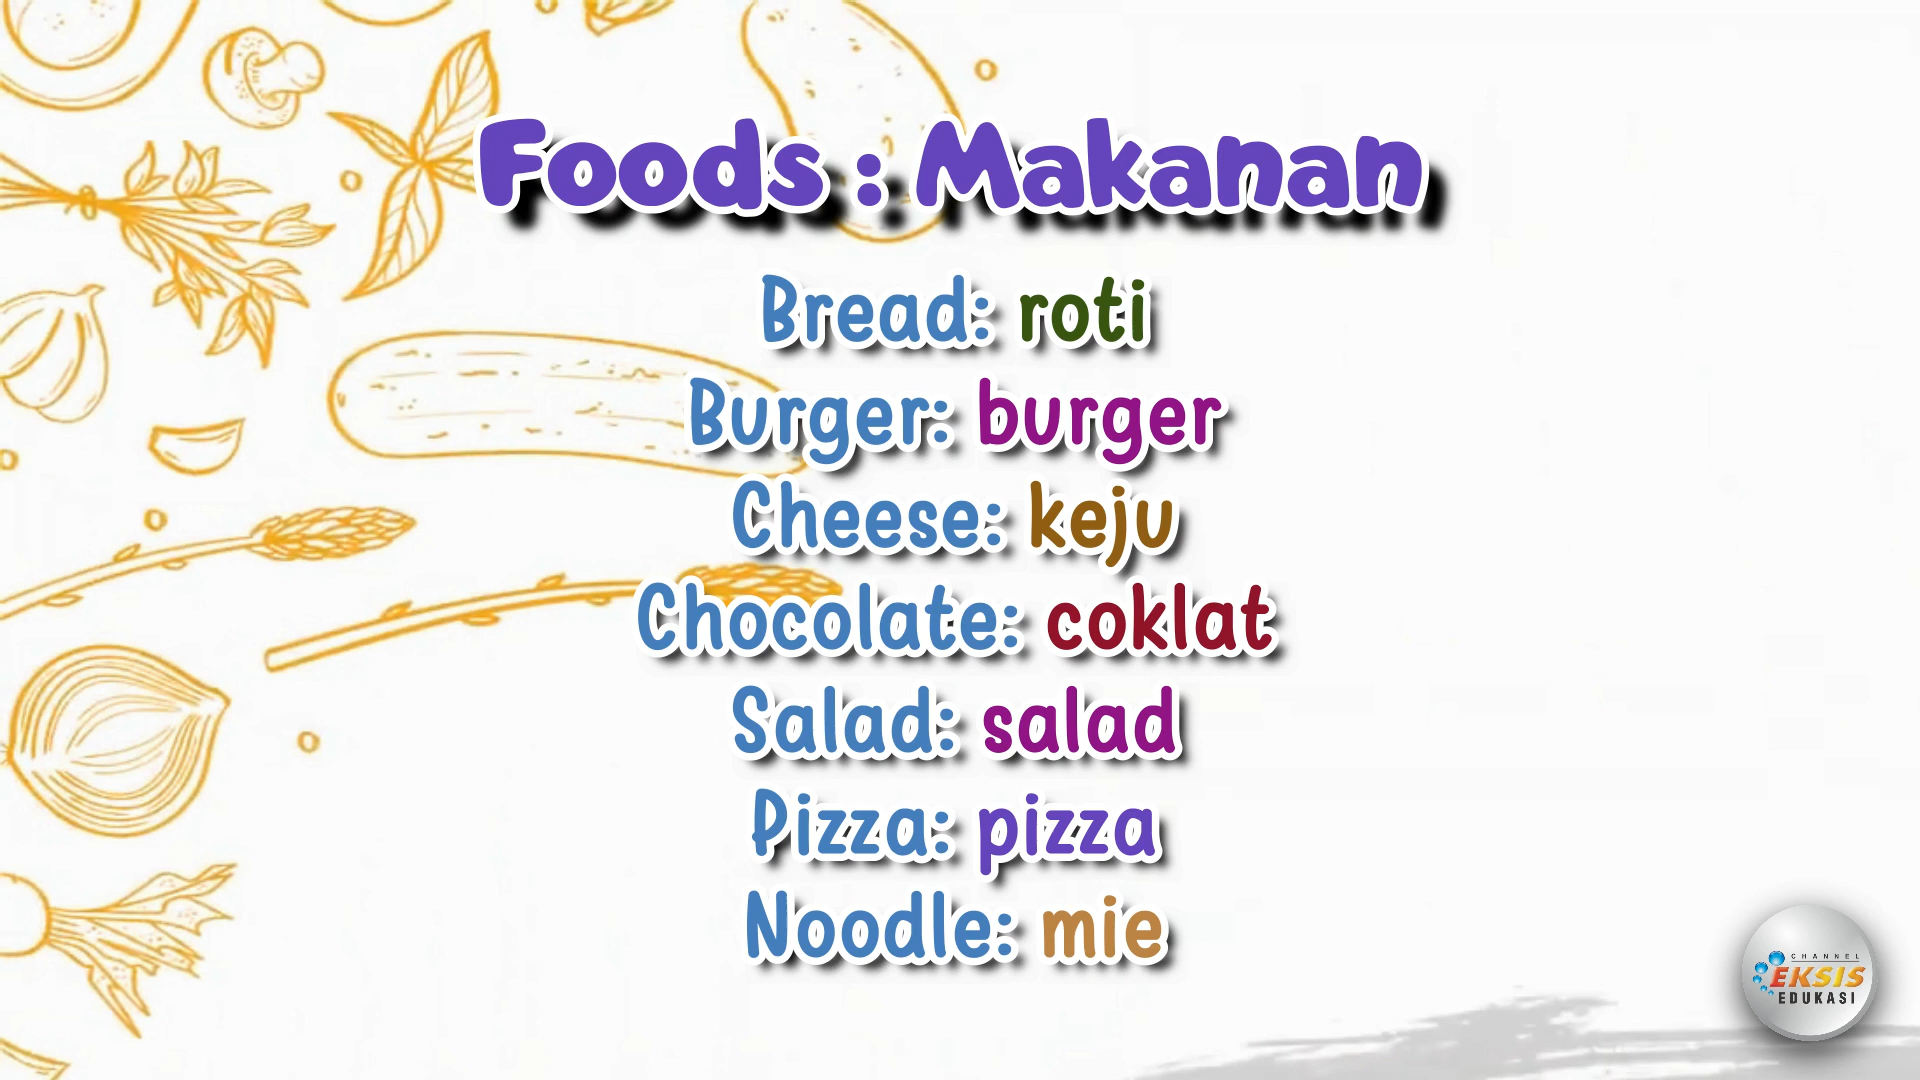 Foods : Makanan
Bread: roti
Burger: burger
Cheese: keju
Chocolate: coklat
Salad: salad
Pizza: pizza
Noodle: mie
CHANNEL
EKSIS
EDUKASI